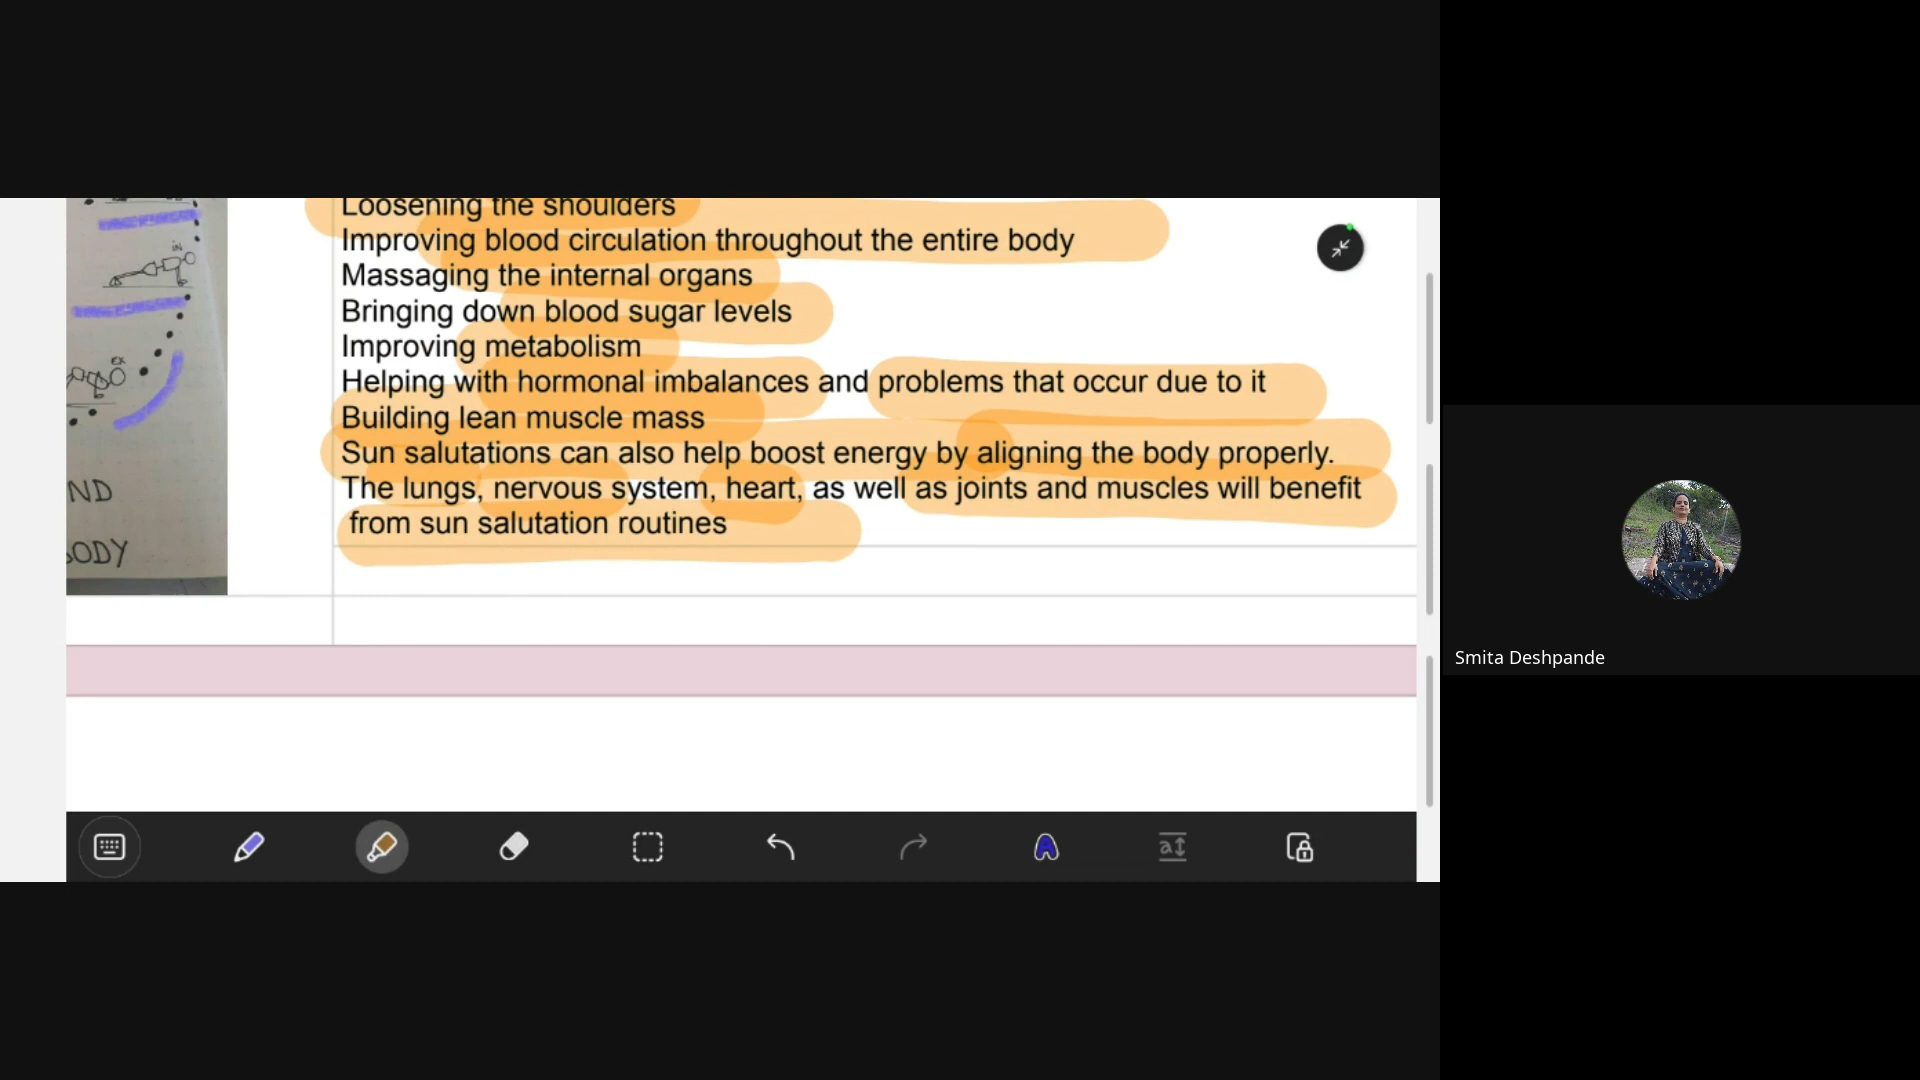 Loosening the shoulders
Improving blood circulation throughout the entire body
Massaging the internal organs
Bringing down blood sugar levels
Improving metabolism
Helping with hormonal imbalances and problems that occur due to it
Building lean muscle mass
Sun salutations can also help boost energy by aligning the body properly.
The lungs, nervous system, heart, as well as joints and muscles will benefit
from sun salutation routines
IN
EX
ND
ODY
Smita Deshpande